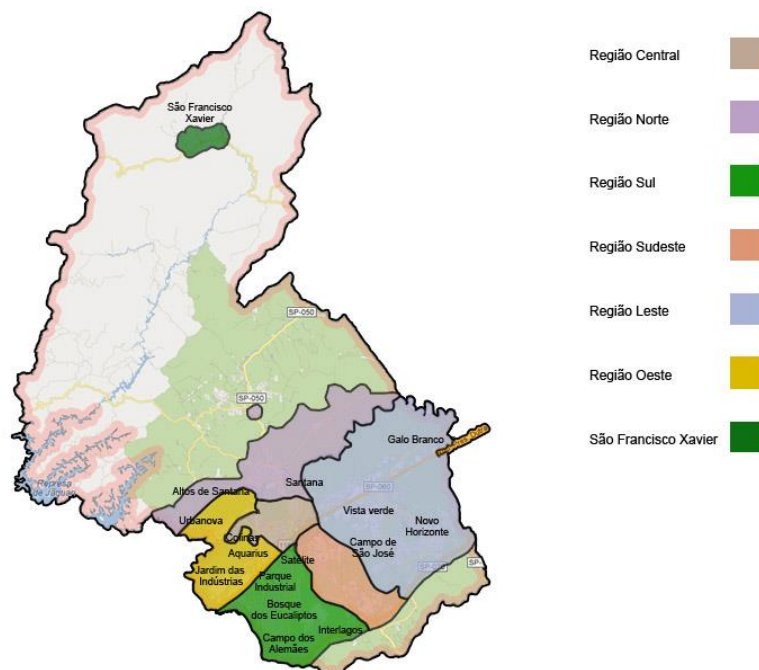 São Francisco
Xavier
SP-050
SP-050
Represa
de Jaguari
Galo Branco
Santana
Altos de Santana
Urbanova
Vista verde
Novo
Horizonte
Colinas
Aquarius
Campo de
São José
Satélite
Jardim das
Indústrias
Parque
Industrial
Bosque
dos Eucaliptos
Interlagos
Campo dos
Alemães
Região Central
Região Norte
Região Sul
Região Sudeste
Região Leste
Região Oeste
São Francisco Xavier